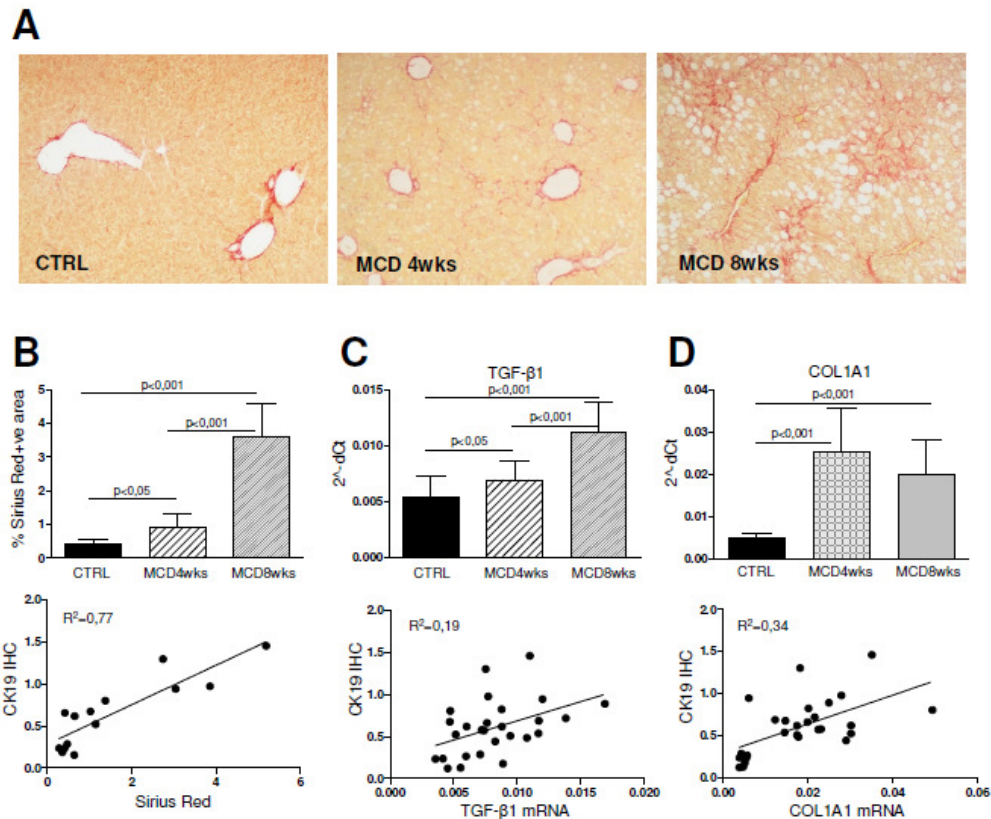 A
CTRL
MCD 4wks
MCD 8wks
B
% Sirius Red+ve area
5
4
3
2
1
0
p<0,001
p<0,001
p<0,05
CTRL
MCD4wks
MCD8wks
CK19 IHC
2.0
1.5
1.0
0.5
0.0
R²=0,77
0
2
4
6
Sirius Red
C
TGF-β1
2^-dCt
0.015
0.010
0.005
0.000
p<0,001
p<0,001
p<0,05
CTRL
MCD4wks
MCD8wks
CK19 IHC
2.0
1.5
1.0
0.5
0.0
R²=0,19
0.000
0.005
0.010
0.015
0.020
TGF-β1 mRNA
D
COL1A1
2^-dCt
0.04
0.03
0.02
0.01
0.00
p<0,001
p<0,001
CTRL
MCD4wks
MCD8wks
CK19 IHC
2.0
1.5
1.0
0.5
0.0
R²=0,34
0.00
0.02
0.04
0.06
COL1A1 mRNA